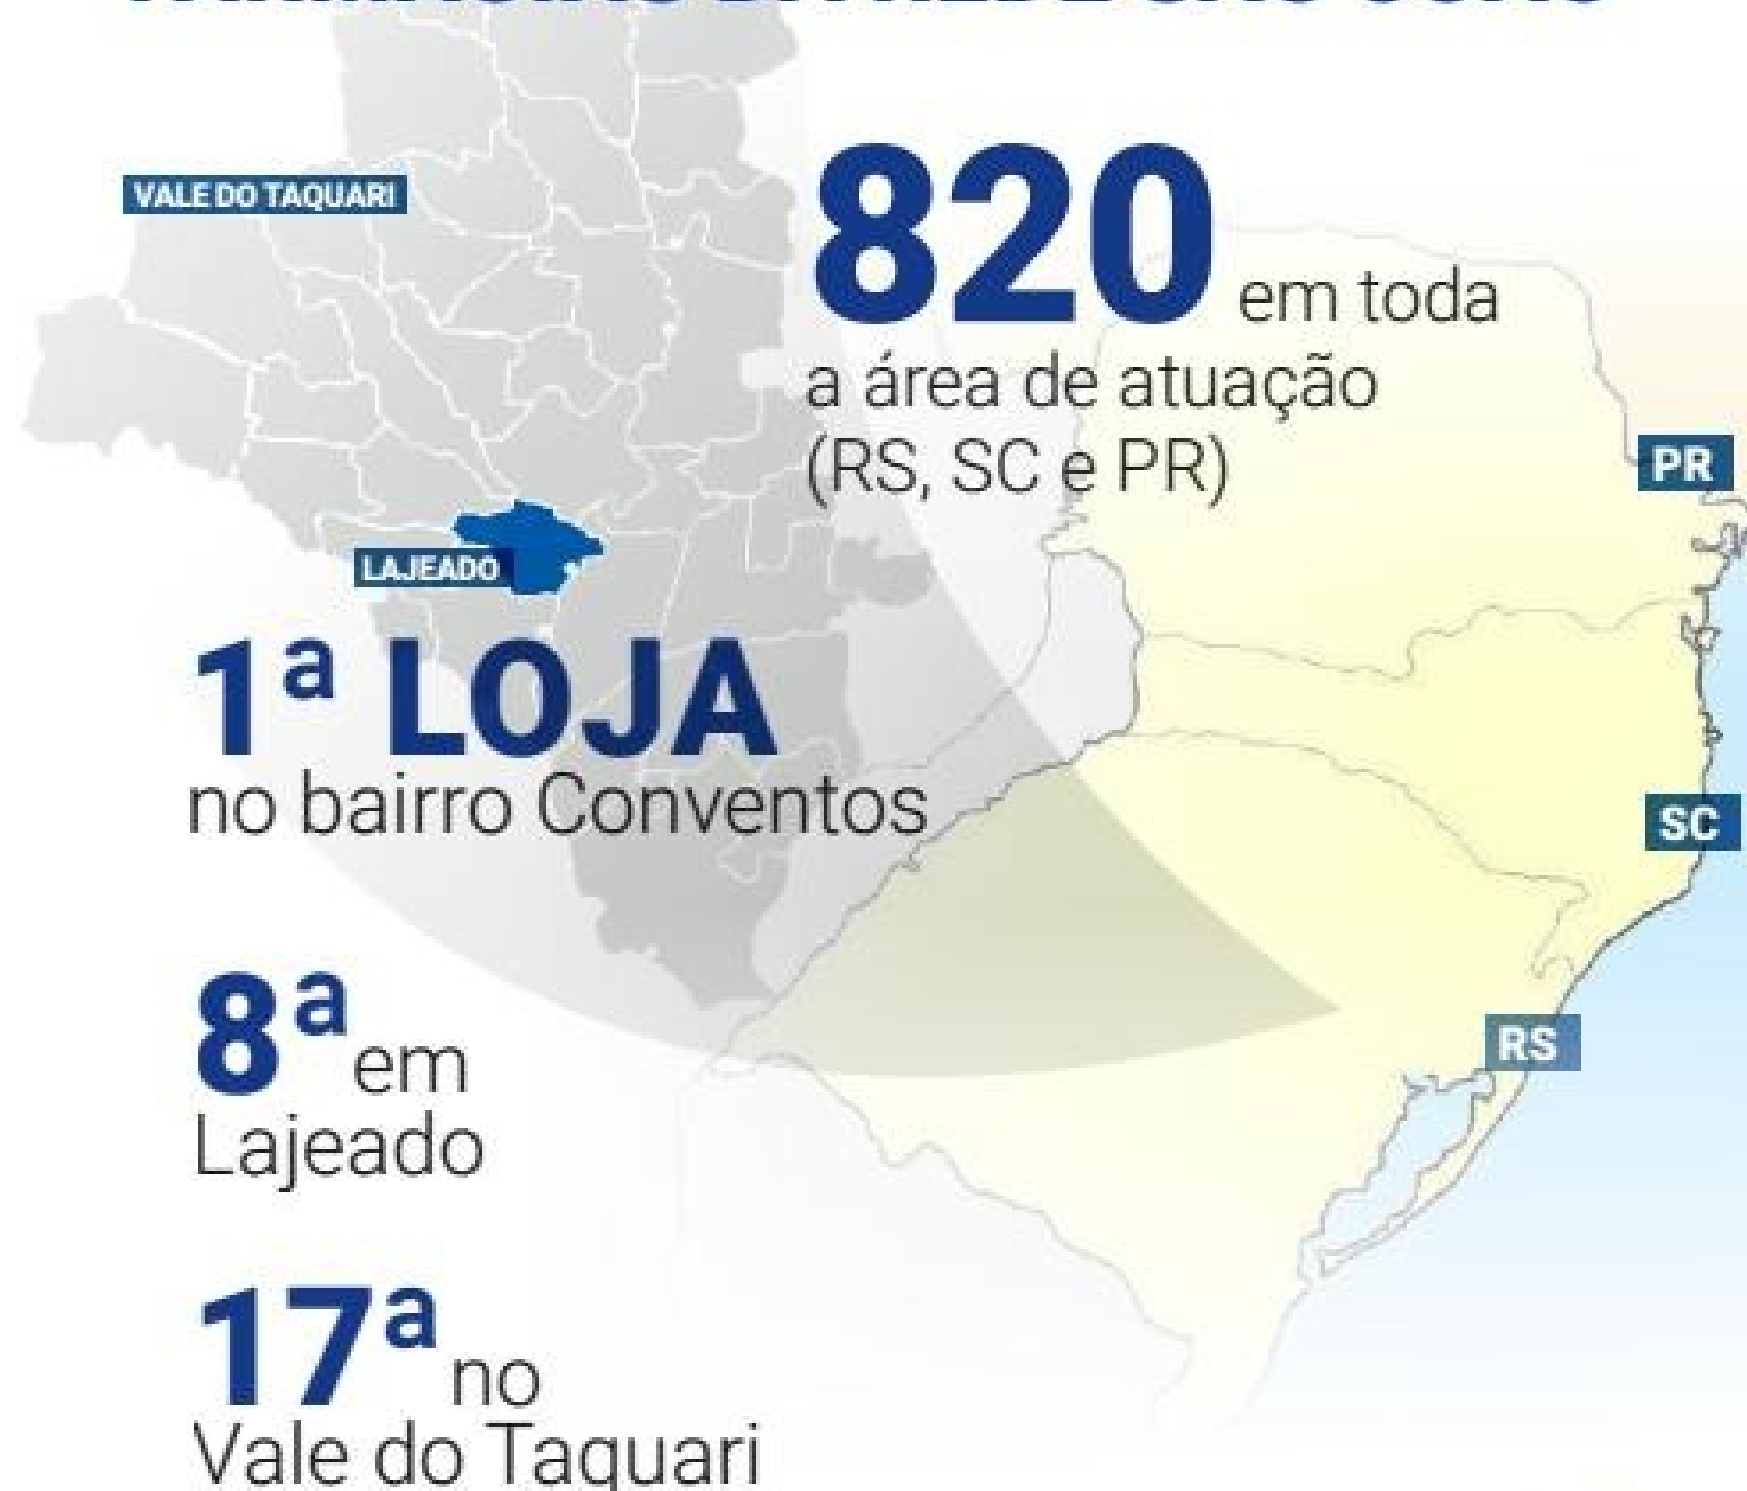 VALE DO TAQUARI
820 em toda
a área de atuação
(RS, SC e PR)
PR
LAJEADO
1ª LOJA
no bairro Conventos
SC
8ª em
Lajeado
RS
17ª no
Vale do Taquari